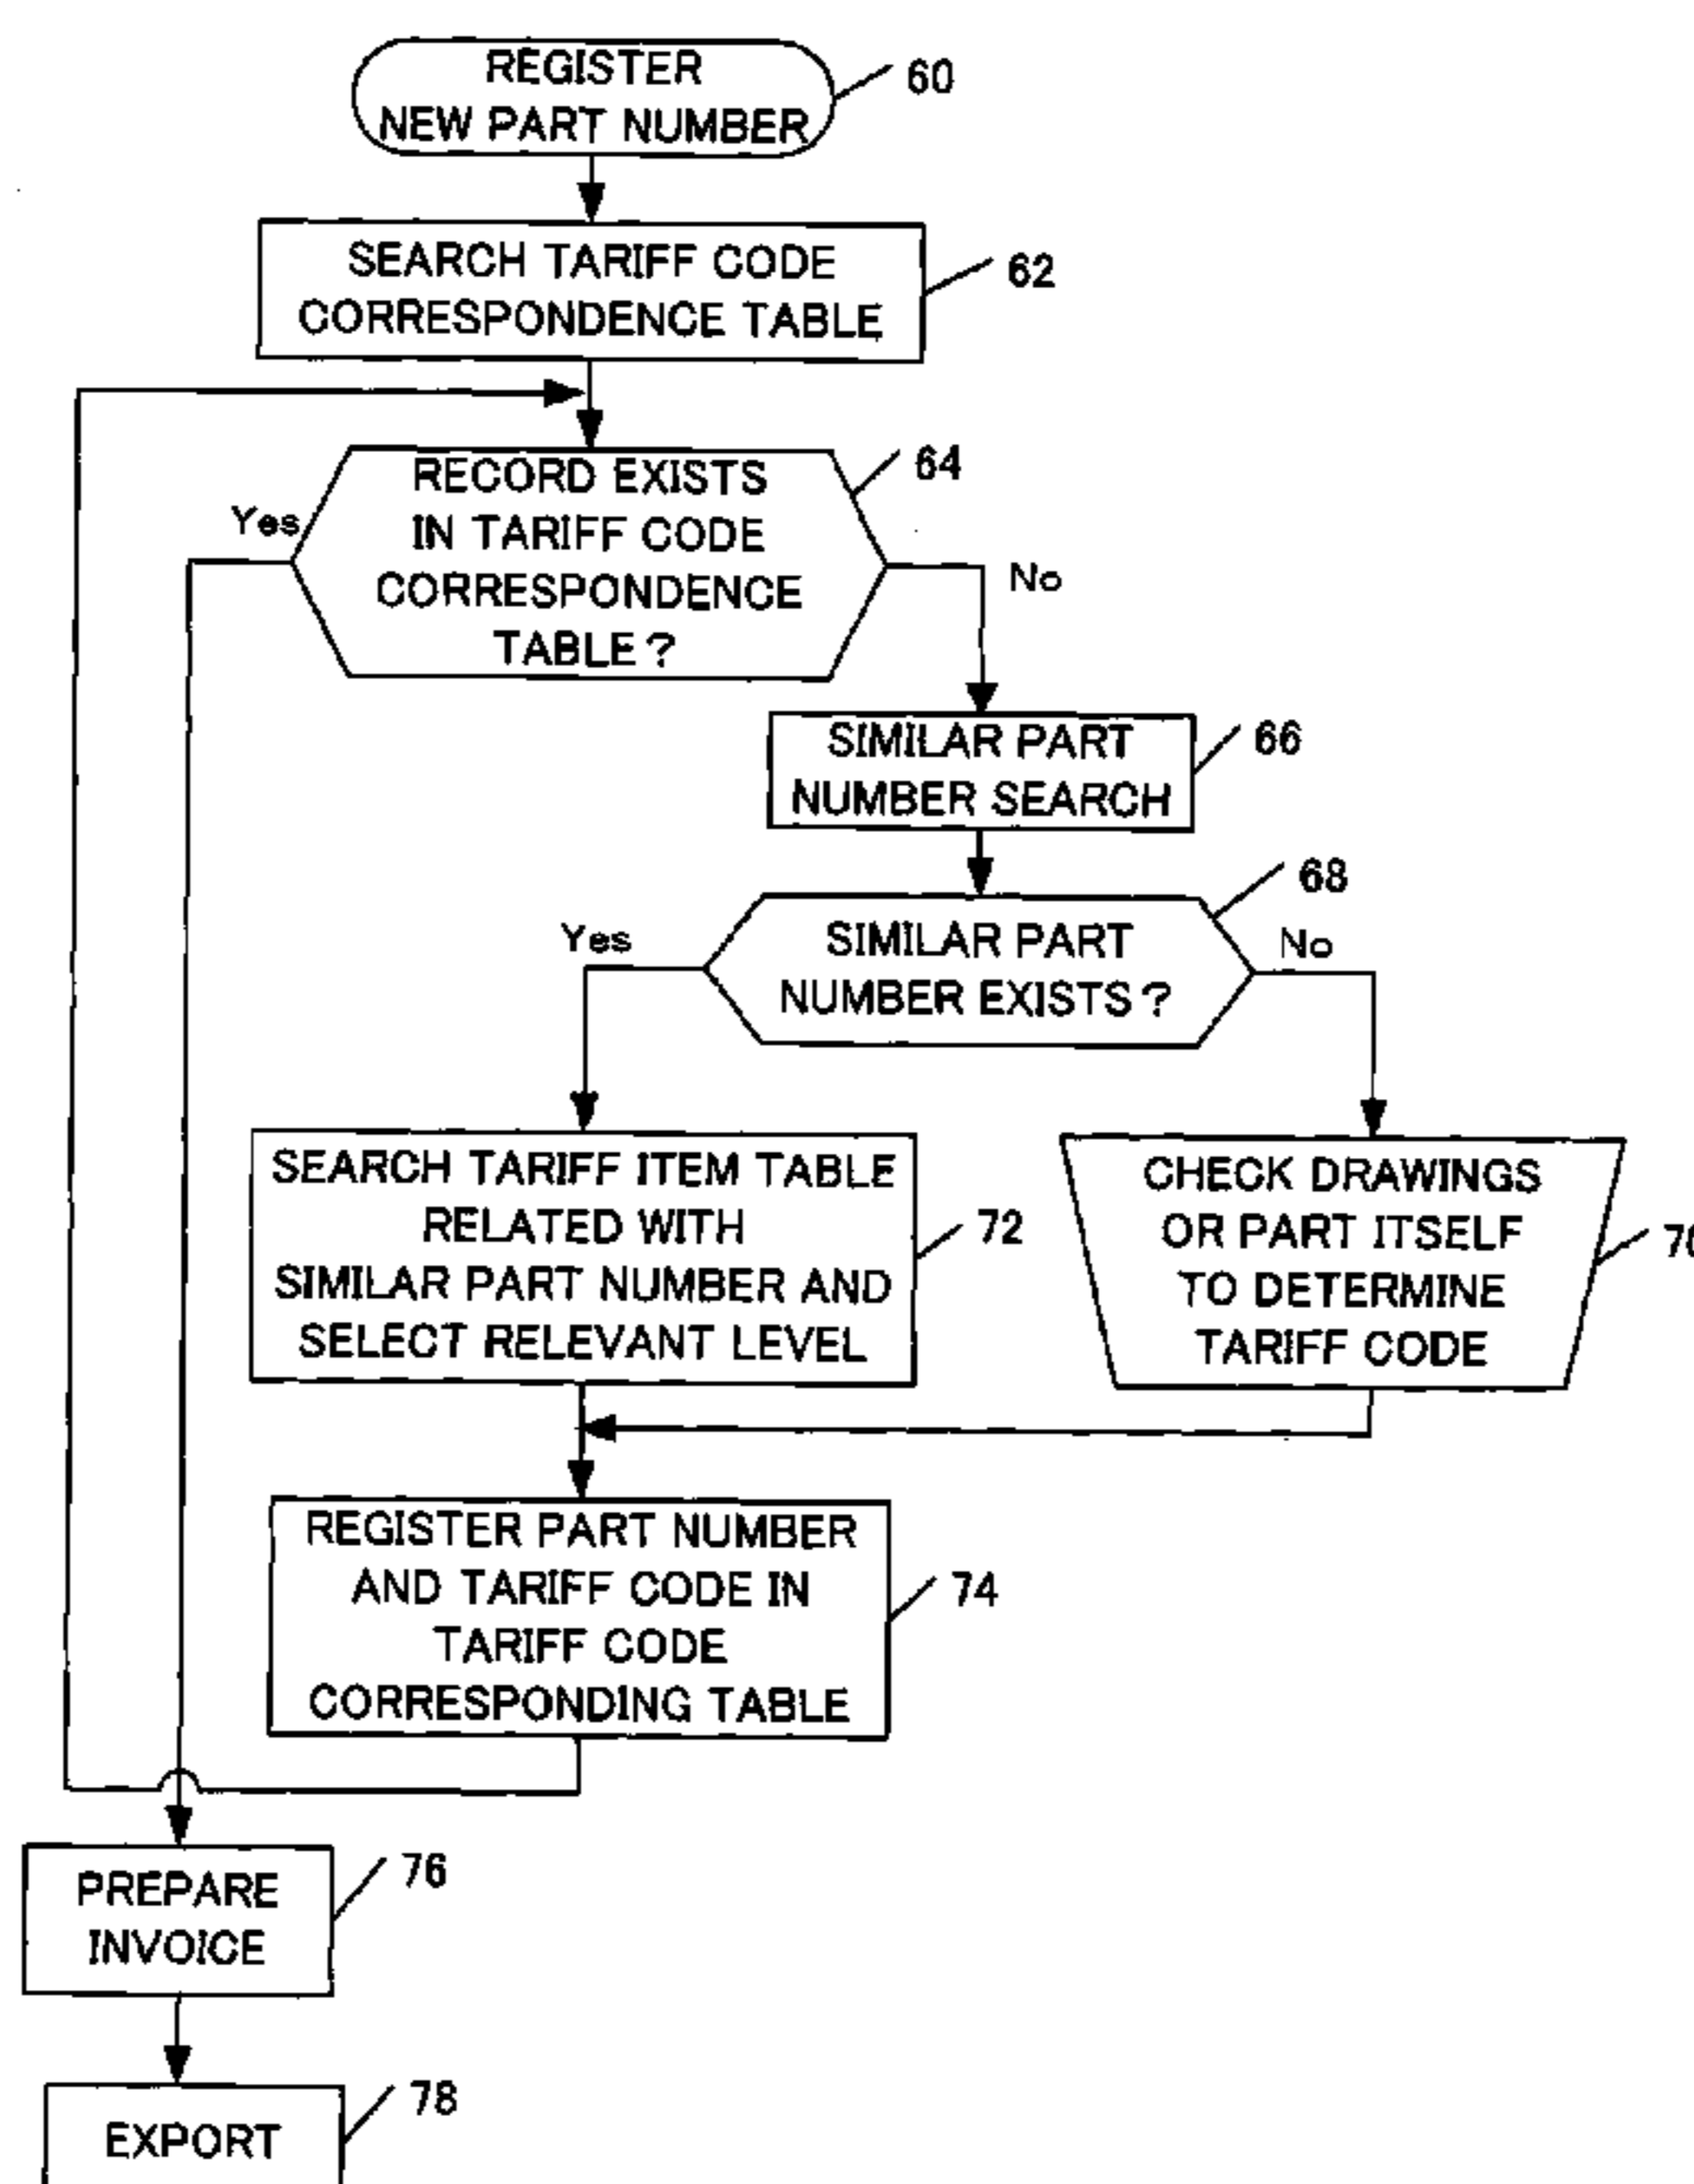 REGISTER
NEW PART NUMBER
60
SEARCH TARIFF CODE
CORRESPONDENCE TABLE
62
RECORD EXISTS
IN TARIFF CODE
CORRESPONDENCE
TABLE?
64
Yes
No
SIMILAR PART
NUMBER SEARCH
66
SIMILAR PART
NUMBER EXISTS?
68
Yes
No
SEARCH TARIFF ITEM TABLE
RELATED WITH
SIMILAR PART NUMBER AND
SELECT RELEVANT LEVEL
72
CHECK DRAWINGS
OR PART ITSELF
TO DETERMINE
TARIFF CODE
REGISTER PART NUMBER
AND TARIFF CODE IN
TARIFF CODE
CORRESPONDING TABLE
74
PREPARE
INVOICE
76
EXPORT
78